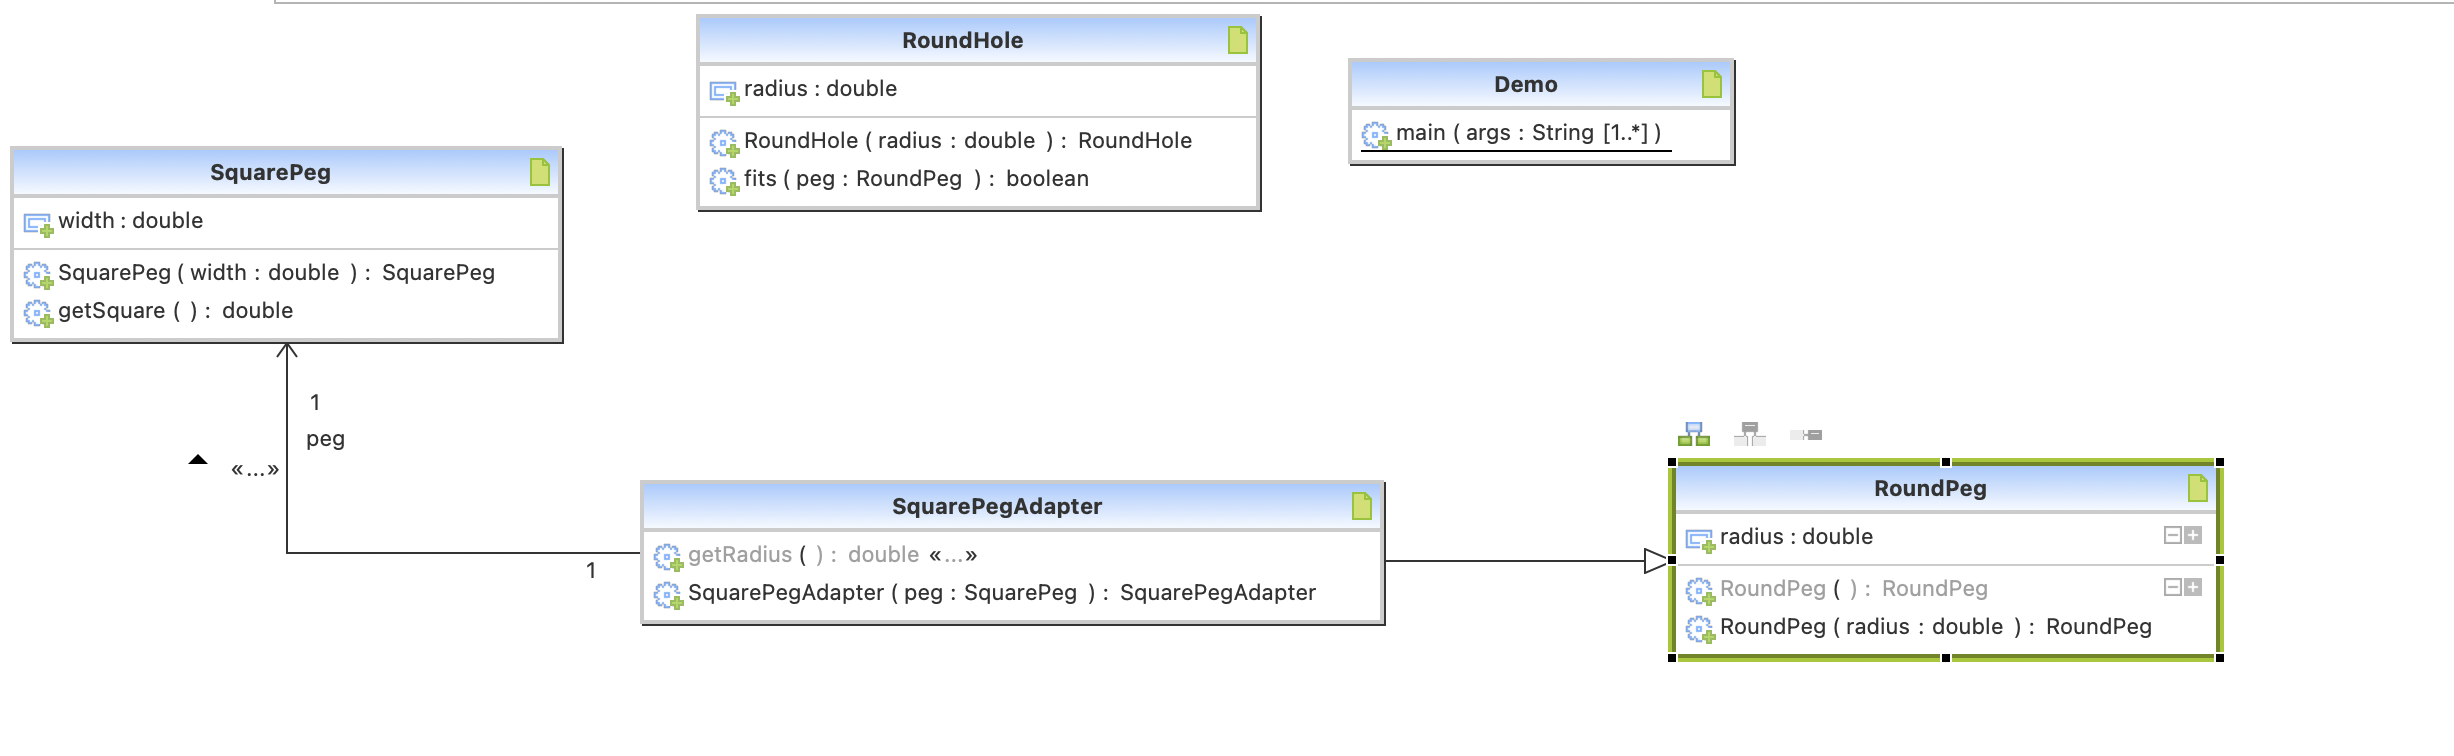 RoundHole
radius : double
RoundHole ( radius : double ) : RoundHole
fits ( peg : RoundPeg ) : boolean
Demo
main ( args : String [1..*] )
SquarePeg
width : double
SquarePeg ( width : double ) : SquarePeg
getSquare ( ) : double
1
peg
«...»
1
SquarePegAdapter
getRadius ( ) : double «...»
SquarePegAdapter ( peg : SquarePeg ) : SquarePegAdapter
RoundPeg
radius : double
RoundPeg ( ) : RoundPeg
RoundPeg ( radius : double ) : RoundPeg